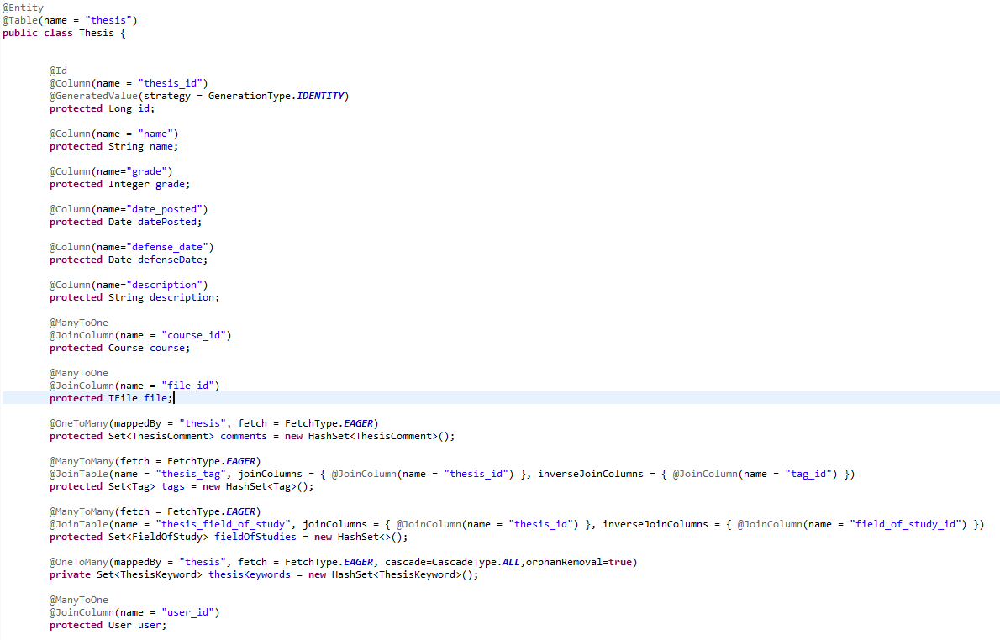 @Entity
@Table(name = "thesis")
public class Thesis {
@Id
@Column(name = "thesis_id")
@GeneratedValue(strategy = GenerationType.IDENTITY)
protected Long id;
@Column(name = "name")
protected String name;
@Column(name="grade")
protected Integer grade;
@Column(name="date_posted")
protected Date datePosted;
@Column(name="defense_date")
protected Date defenseDate;
@Column(name="description")
protected String description;
@ManyToOne
@JoinColumn(name = "course_id")
protected Course course;
@ManyToOne
@JoinColumn(name = "file_id")
protected TFile file;
@OneToMany(mappedBy = "thesis", fetch = FetchType.EAGER)
protected Set<ThesisComment> comments = new HashSet<ThesisComment>();
@ManyToMany(fetch = FetchType.EAGER)
@JoinTable(name = "thesis_tag", joinColumns = { @JoinColumn(name = "thesis_id") }, inverseJoinColumns = { @JoinColumn(name = "tag_id") })
protected Set<Tag> tags = new HashSet<Tag>();
@ManyToMany(fetch = FetchType.EAGER)
@JoinTable(name = "thesis_field_of_study", joinColumns = { @JoinColumn(name = "thesis_id") }, inverseJoinColumns = { @JoinColumn(name = "field_of_study_id") })
protected Set<FieldOfStudy> fieldOfStudies = new HashSet<>();
@OneToMany(mappedBy = "thesis", fetch = FetchType.EAGER, cascade=CascadeType.ALL,orphanRemoval=true)
private Set<ThesisKeyword> thesisKeywords = new HashSet<ThesisKeyword>();
@ManyToOne
@JoinColumn(name = "user_id")
protected User user;